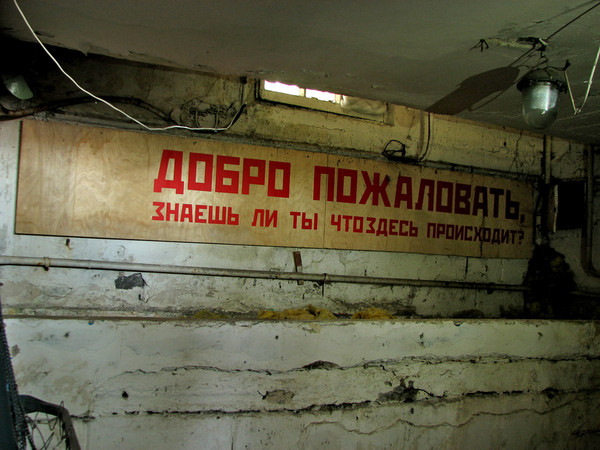 ДОБРО ПОЖАЛОВАТЬ,
ЗНАЕШЬ ЛИ ТЫ ЧТОЗДЕСЬ ПРОИСХОДИТ?